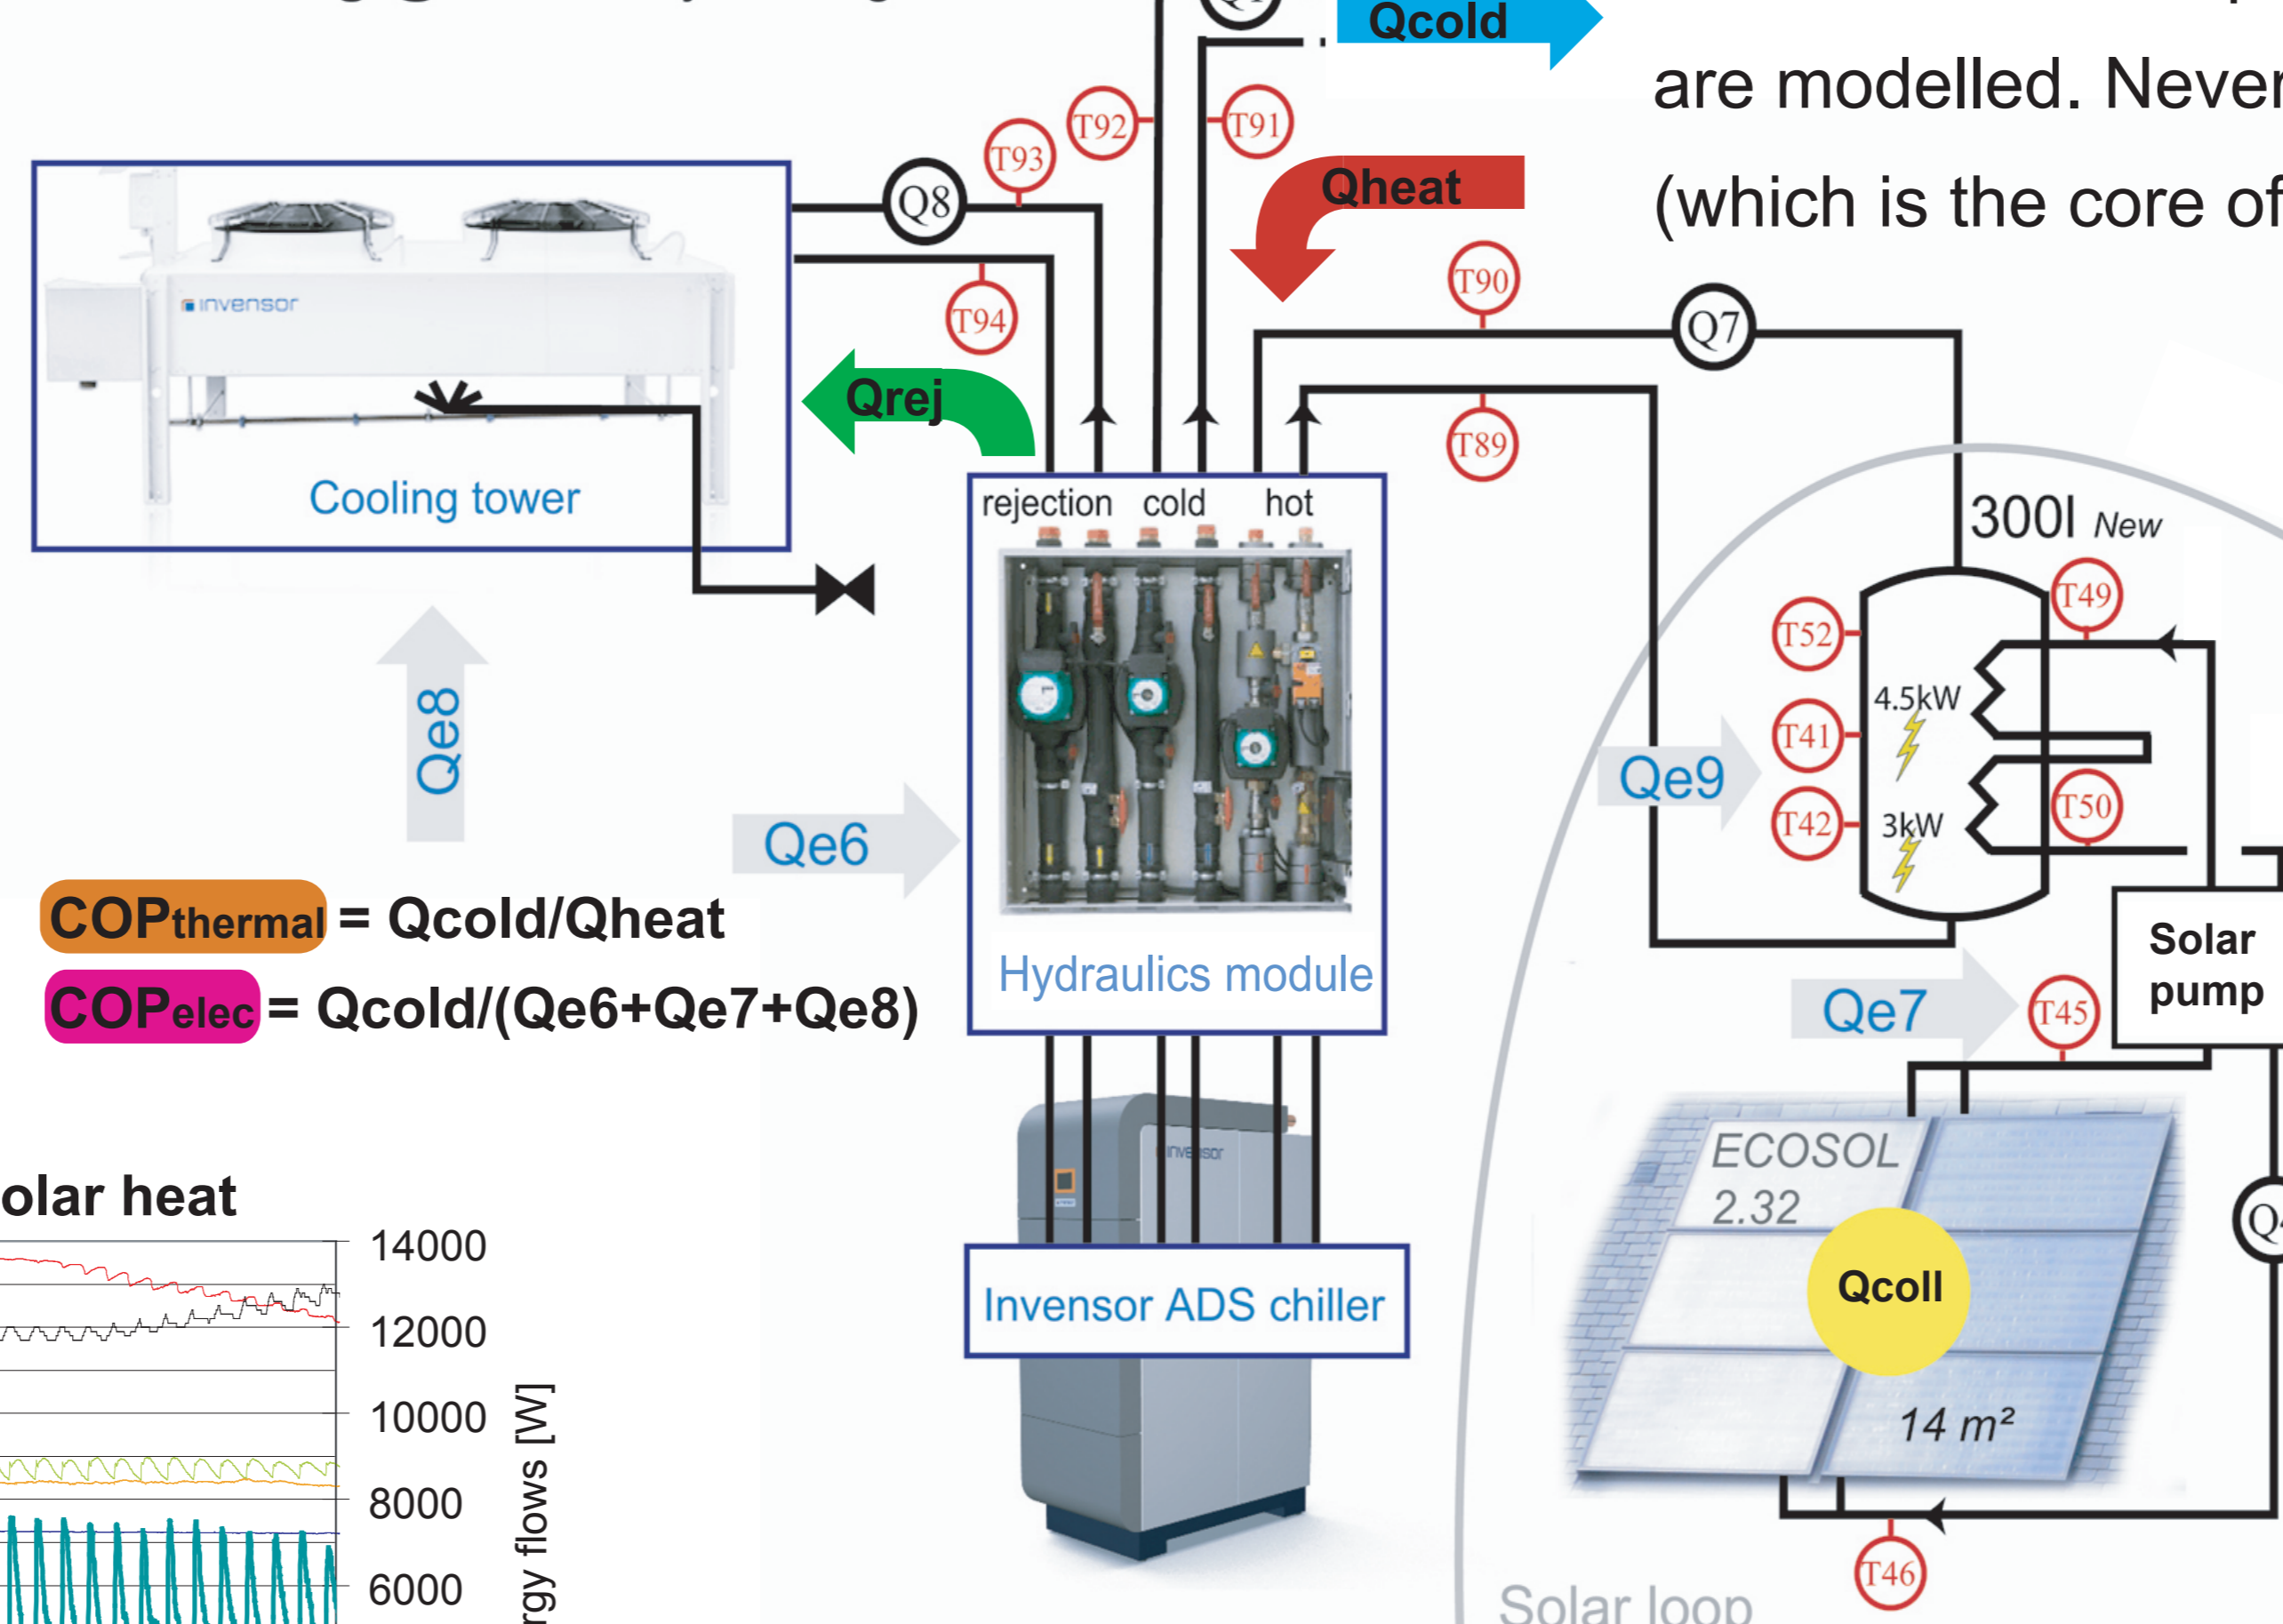 Qcold
are modelled. Never
(which is the core of
T92
T91
T93
Q8
Qheat
T94
T90
Q7
T89
invensor
Qrej
Cooling tower
rejection cold hot
300l New
T49
T52
4.5kW
T41
Qe9
T50
T42
3kW
Qe8
Qe6
COPthermal = Qcold/Qheat
COPelec = Qcold/(Qe6+Qe7+Qe8)
Hydraulics module
Solar
pump
Qe7
T45
invensor
Invensor ADS chiller
ECOSOL
2.32
Qcoll
14 m²
T46
Solar loop
olar heat
14000
12000
10000
8000
6000
rgy flows [W]